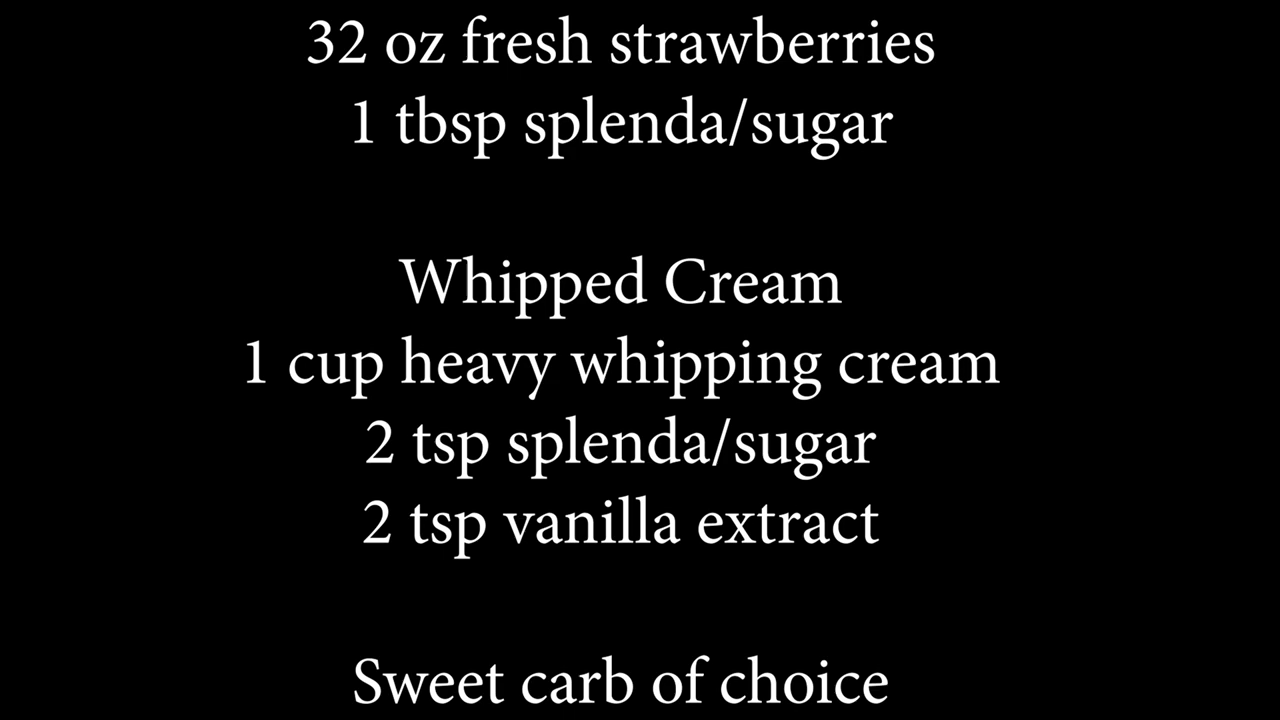 32 oz fresh strawberries
1 tbsp splenda/sugar
Whipped Cream
1 cup heavy whipping cream
2 tsp splenda/sugar
2 tsp vanilla extract
Sweet carb of choice